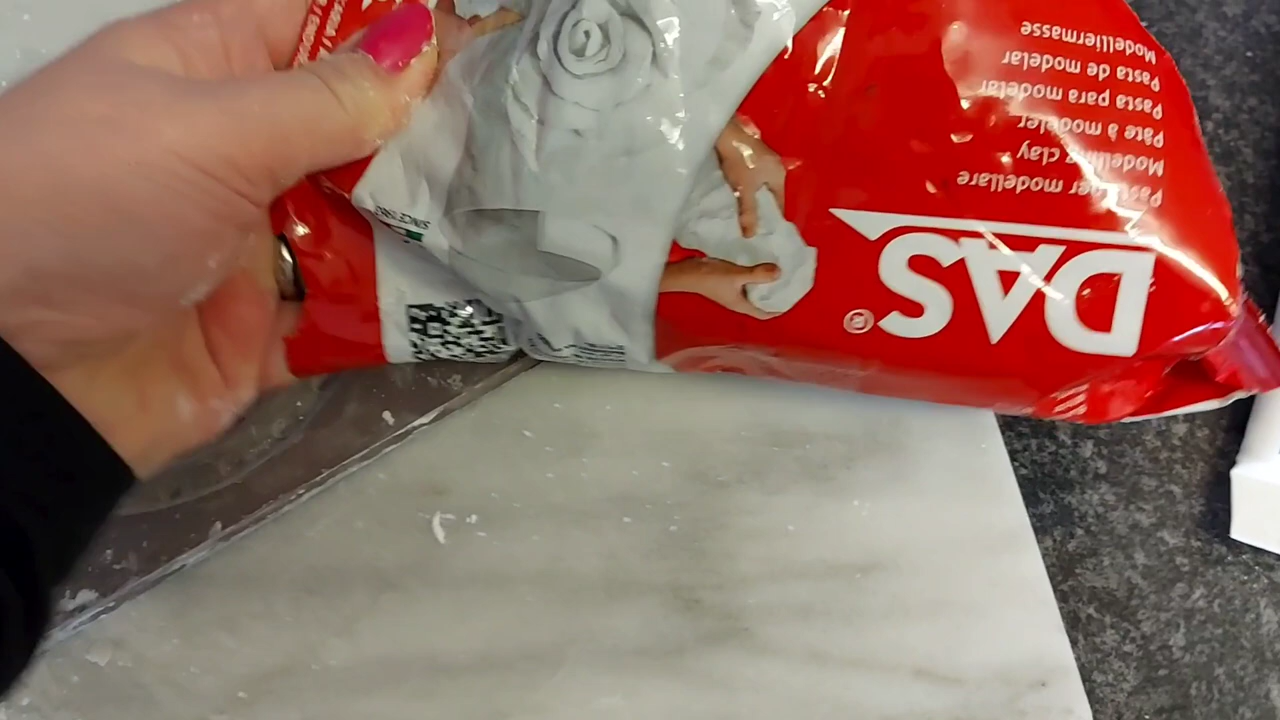 DAS®
Pasta per modellare
Modelling clay
Pâte à modeler
Pasta para modelar
Pasta de modelar
Modelliermasse